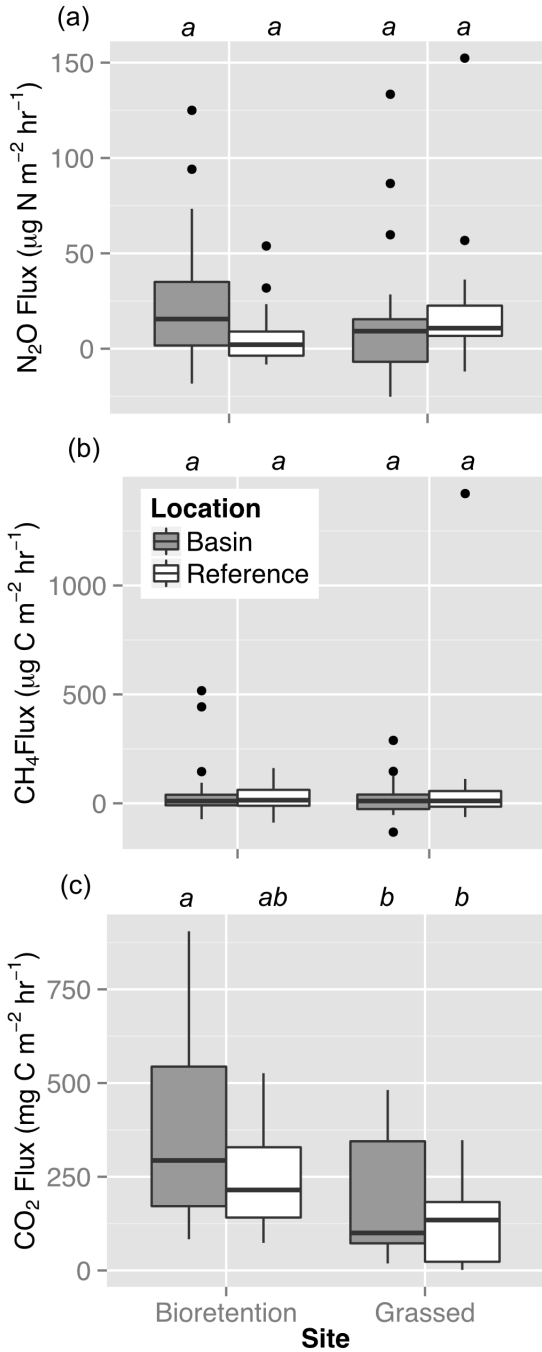 (a)
a a a a
150
100
50
0
N₂O Flux (μg N m⁻² hr⁻¹)
(b)
a a a a
Location
Basin
Reference
1000
500
0
CH₄Flux (μg C m⁻² hr⁻¹)
(c)
a ab b b
750
500
250
0
CO₂ Flux (mg C m⁻² hr⁻¹)
Bioretention Grassed
Site